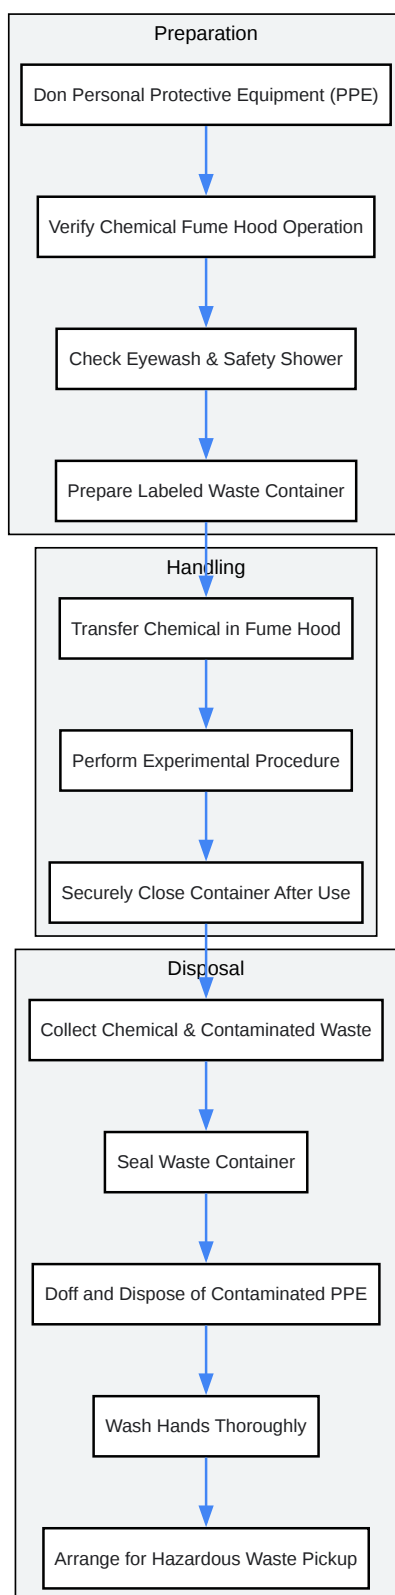 Preparation
Don Personal Protective Equipment (PPE)
Verify Chemical Fume Hood Operation
Check Eyewash & Safety Shower
Prepare Labeled Waste Container
Handling
Transfer Chemical in Fume Hood
Perform Experimental Procedure
Securely Close Container After Use
Disposal
Collect Chemical & Contaminated Waste
Seal Waste Container
Doff and Dispose of Contaminated PPE
Wash Hands Thoroughly
Arrange for Hazardous Waste Pickup